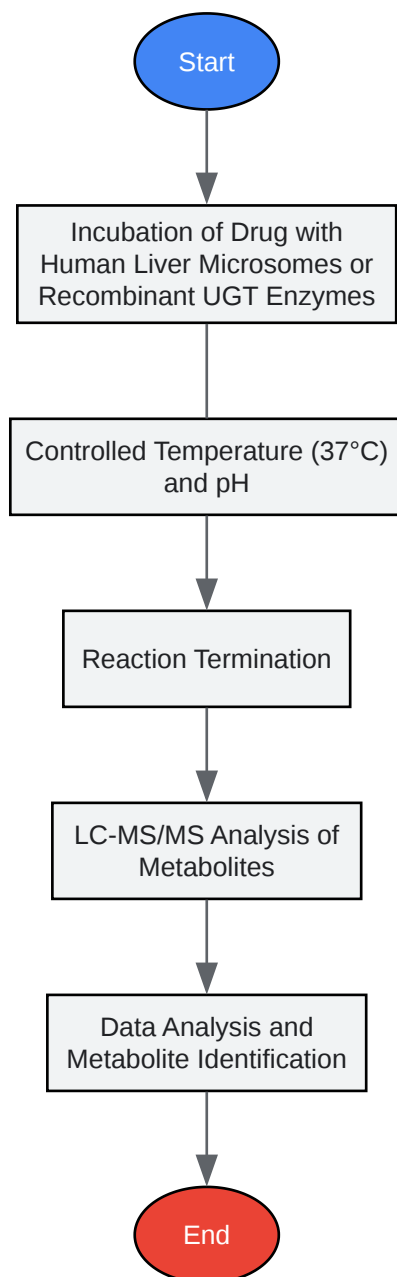 Start
Incubation of Drug with
Human Liver Microsomes or
Recombinant UGT Enzymes
Controlled Temperature (37°C)
and pH
Reaction Termination
LC-MS/MS Analysis of
Metabolites
Data Analysis and
Metabolite Identification
End